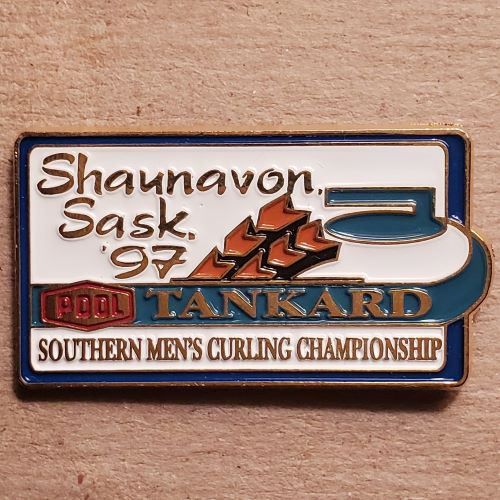 Shaunavon,
Sask.
'97
POOL TANKARD
SOUTHERN MEN'S CURLING CHAMPIONSHIP